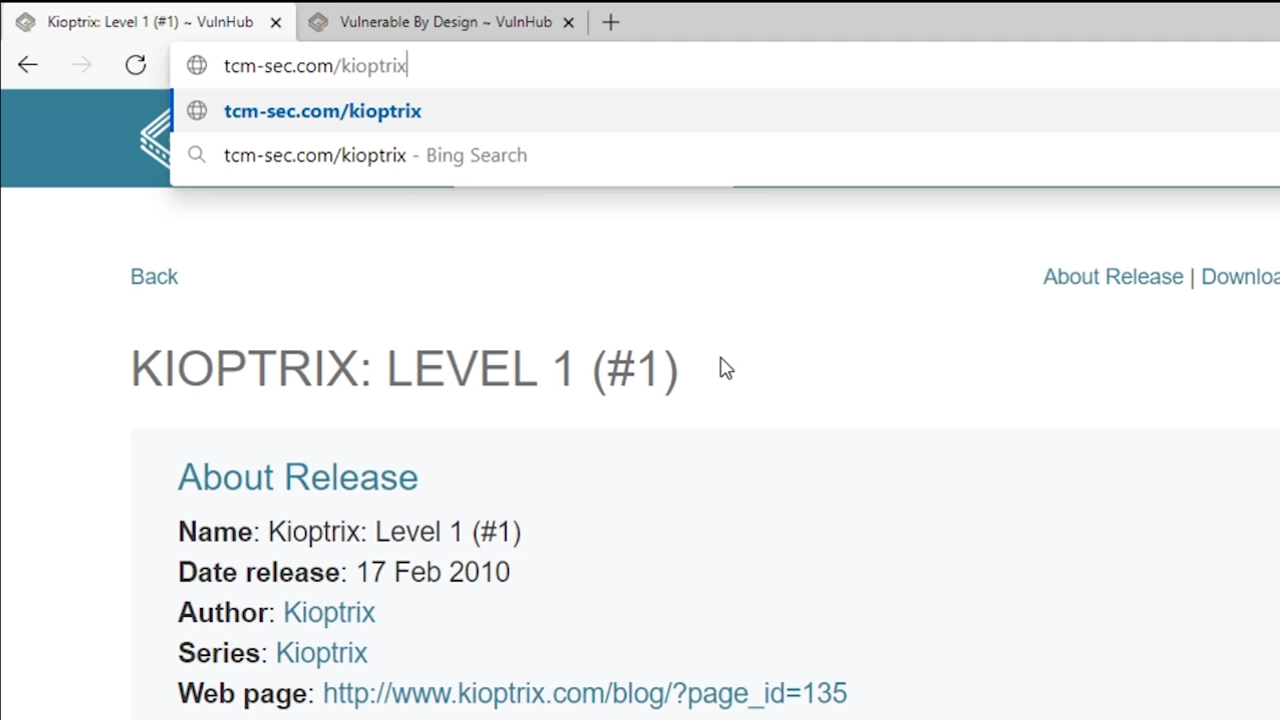 Kioptrix: Level 1 (#1) ~ VulnHub
Vulnerable By Design ~ VulnHub
tcm-sec.com/kioptrix
tcm-sec.com/kioptrix
tcm-sec.com/kioptrix - Bing Search
Back
About Release | Downloa
KIOPTRIX: LEVEL 1 (#1)
About Release
Name: Kioptrix: Level 1 (#1)
Date release: 17 Feb 2010
Author: Kioptrix
Series: Kioptrix
Web page: http://www.kioptrix.com/blog/?page_id=135